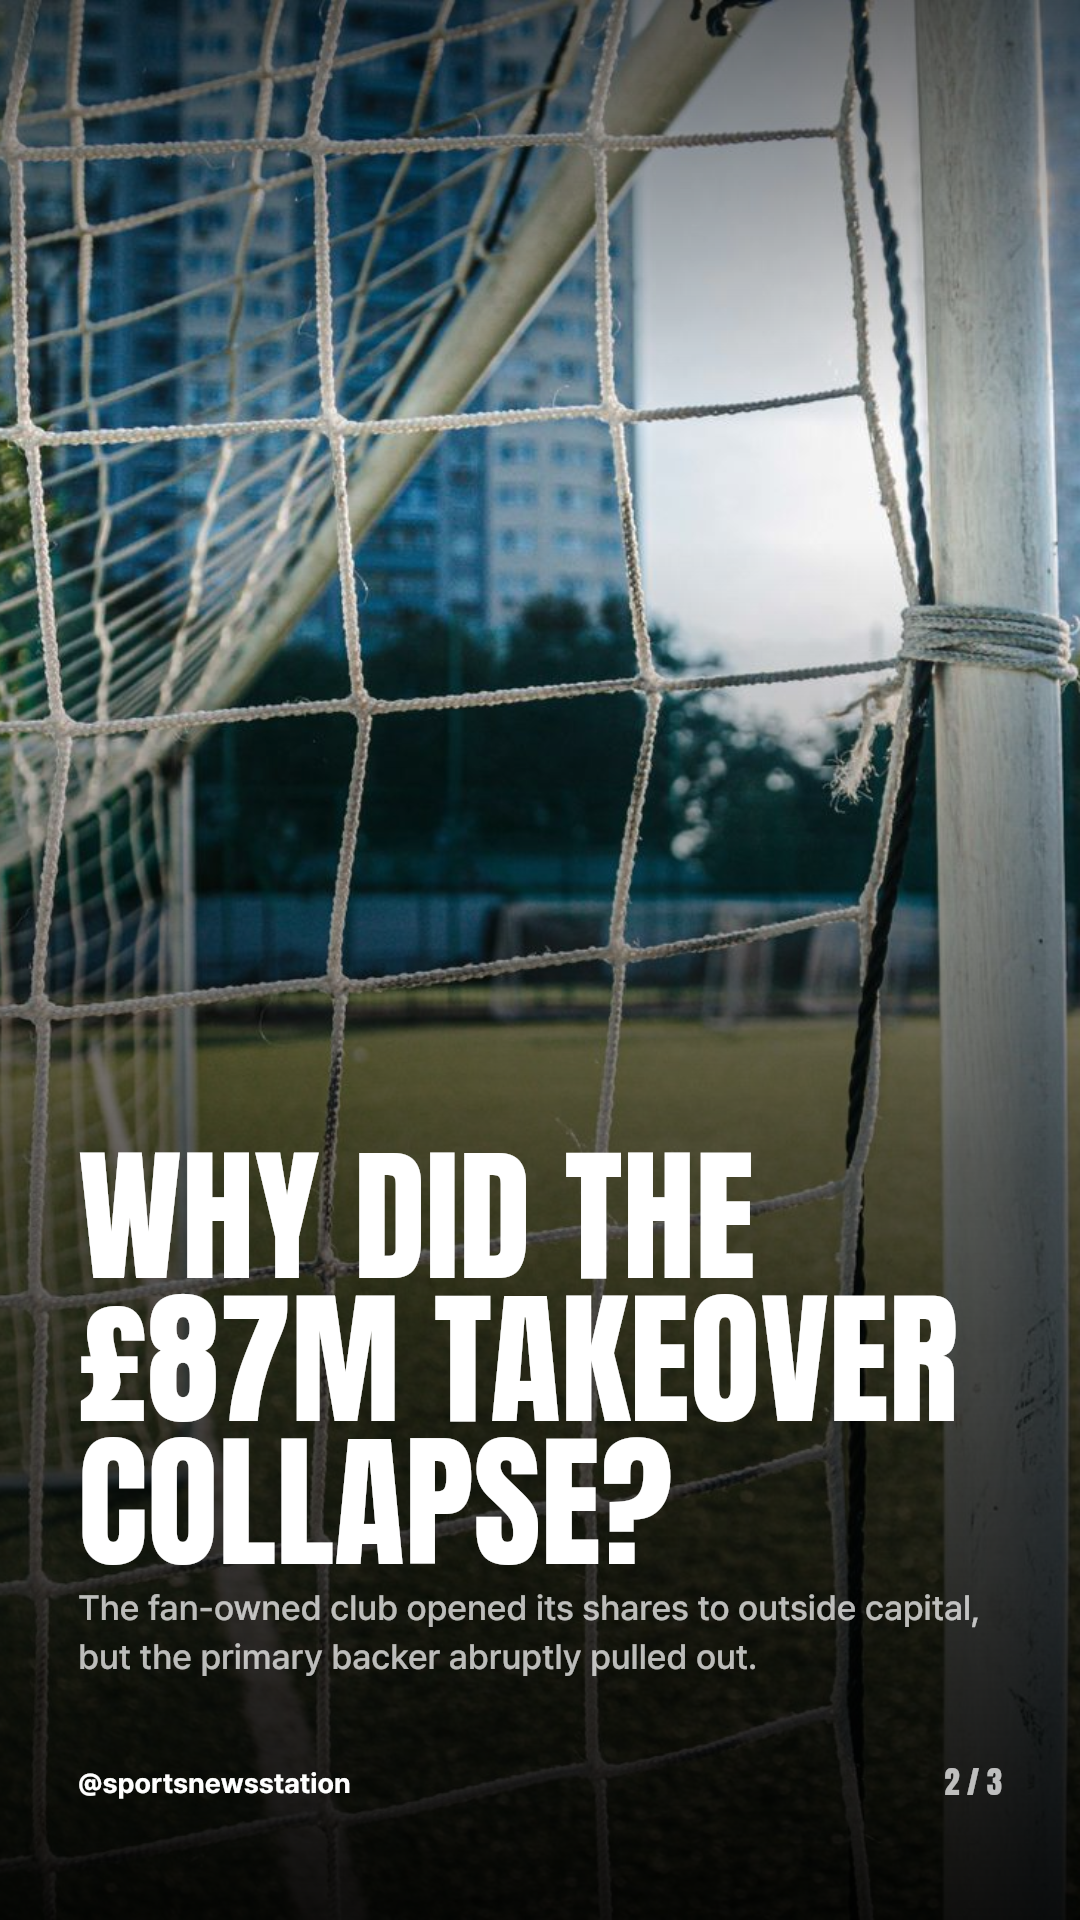 WHY DID THE
£87M TAKEOVER
COLLAPSE?
The fan-owned club opened its shares to outside capital,
but the primary backer abruptly pulled out.
@sportsnewsstation
2 / 3